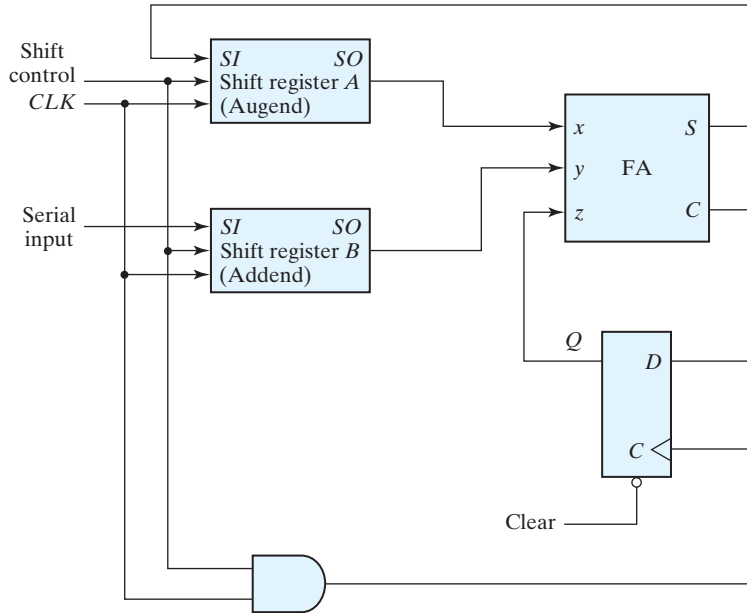 Shift
control
CLK
SI SO
Shift register A
(Augend)
x S
y FA
z C
Serial
input
SI SO
Shift register B
(Addend)
Q
D
C
Clear